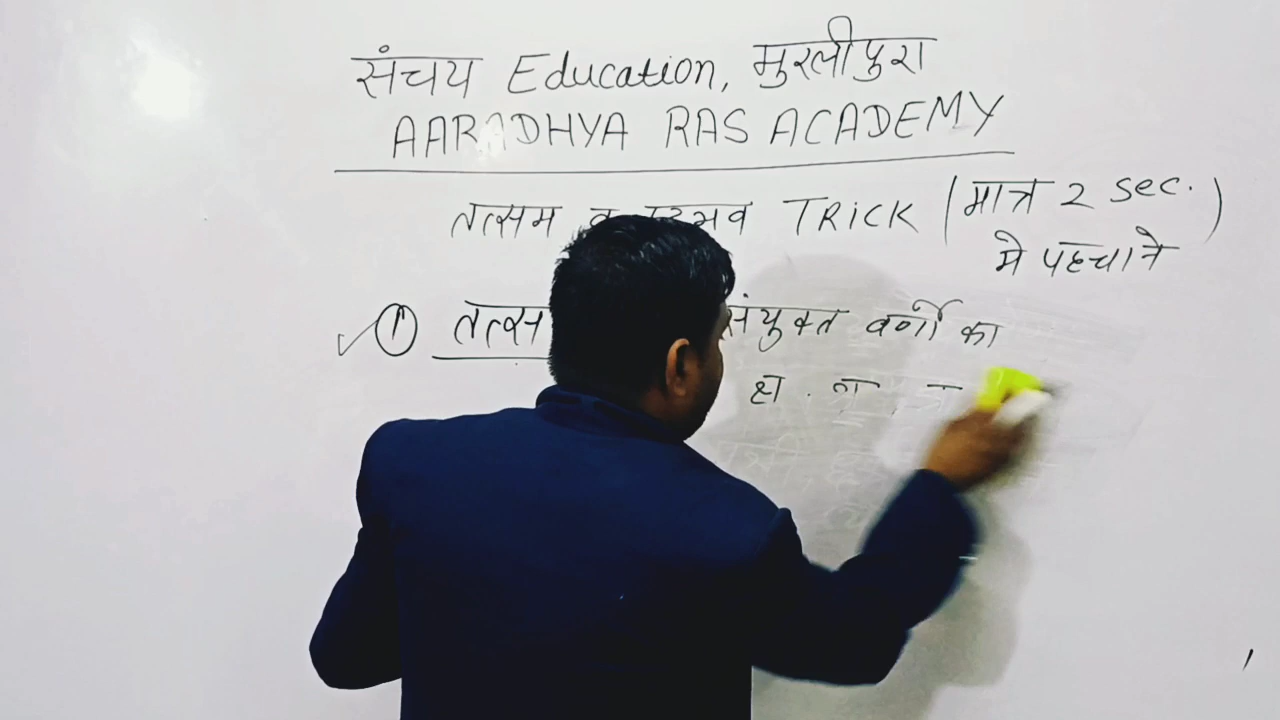 संचय Education, मुरलीपुरा
AARADHYA RAS ACADEMY
तत्सम व TRICK (मात्र 2 sec.)
मे पहचाने
① संयुक्त वर्णो का
क्ष